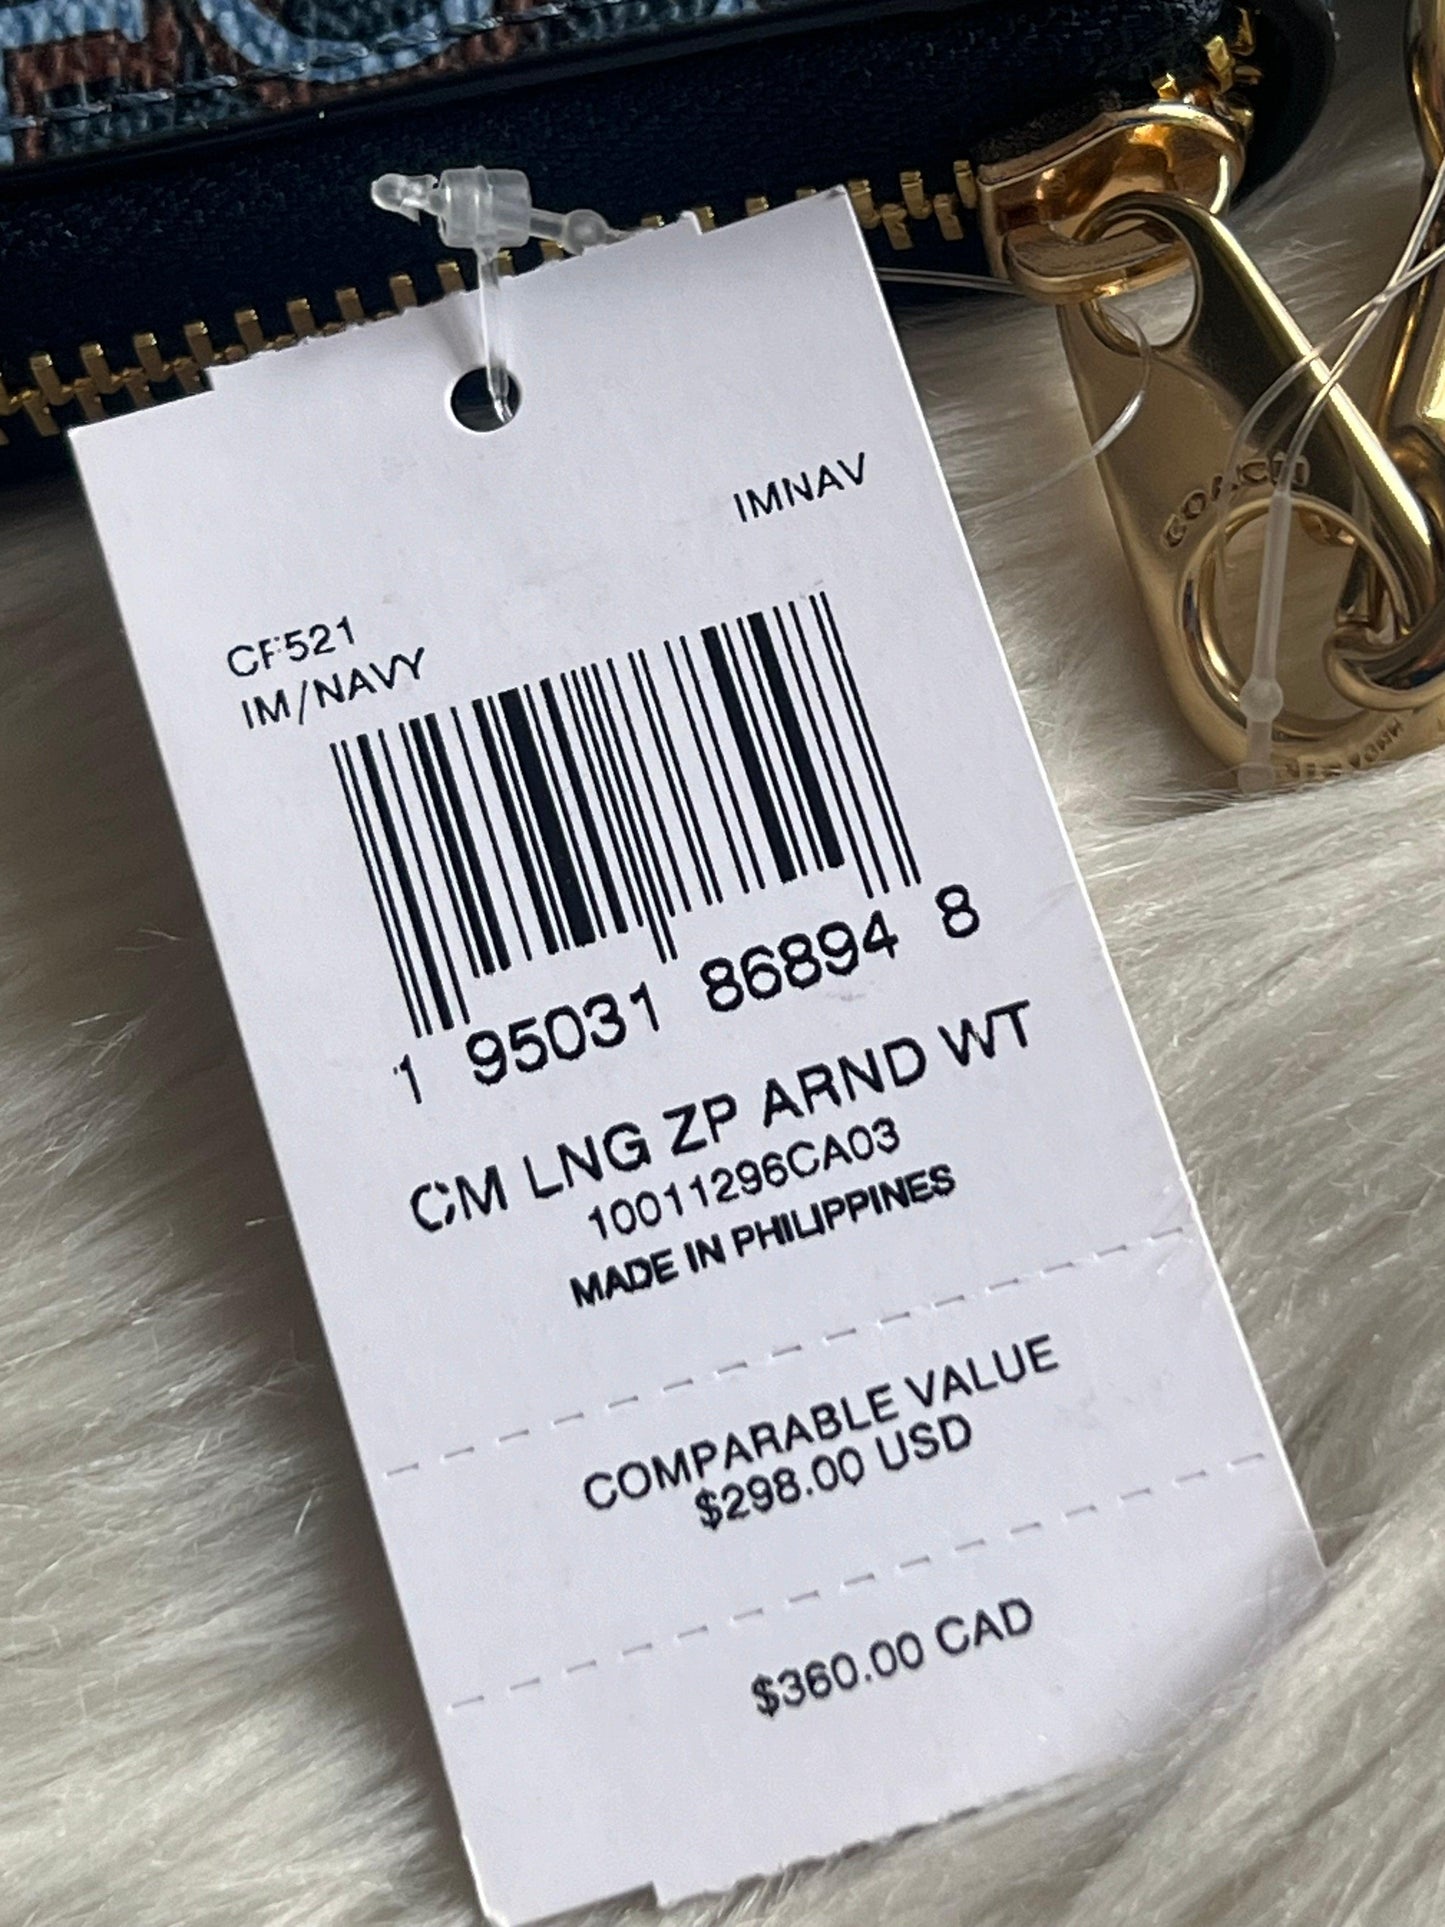 IMNAV
CF521
IM/NAVY
1 95031 86894 8
CM LNG ZP ARND WT
10011296CA03
MADE IN PHILIPPINES
COMPARABLE VALUE
$298.00 USD
$360.00 CAD
COACH